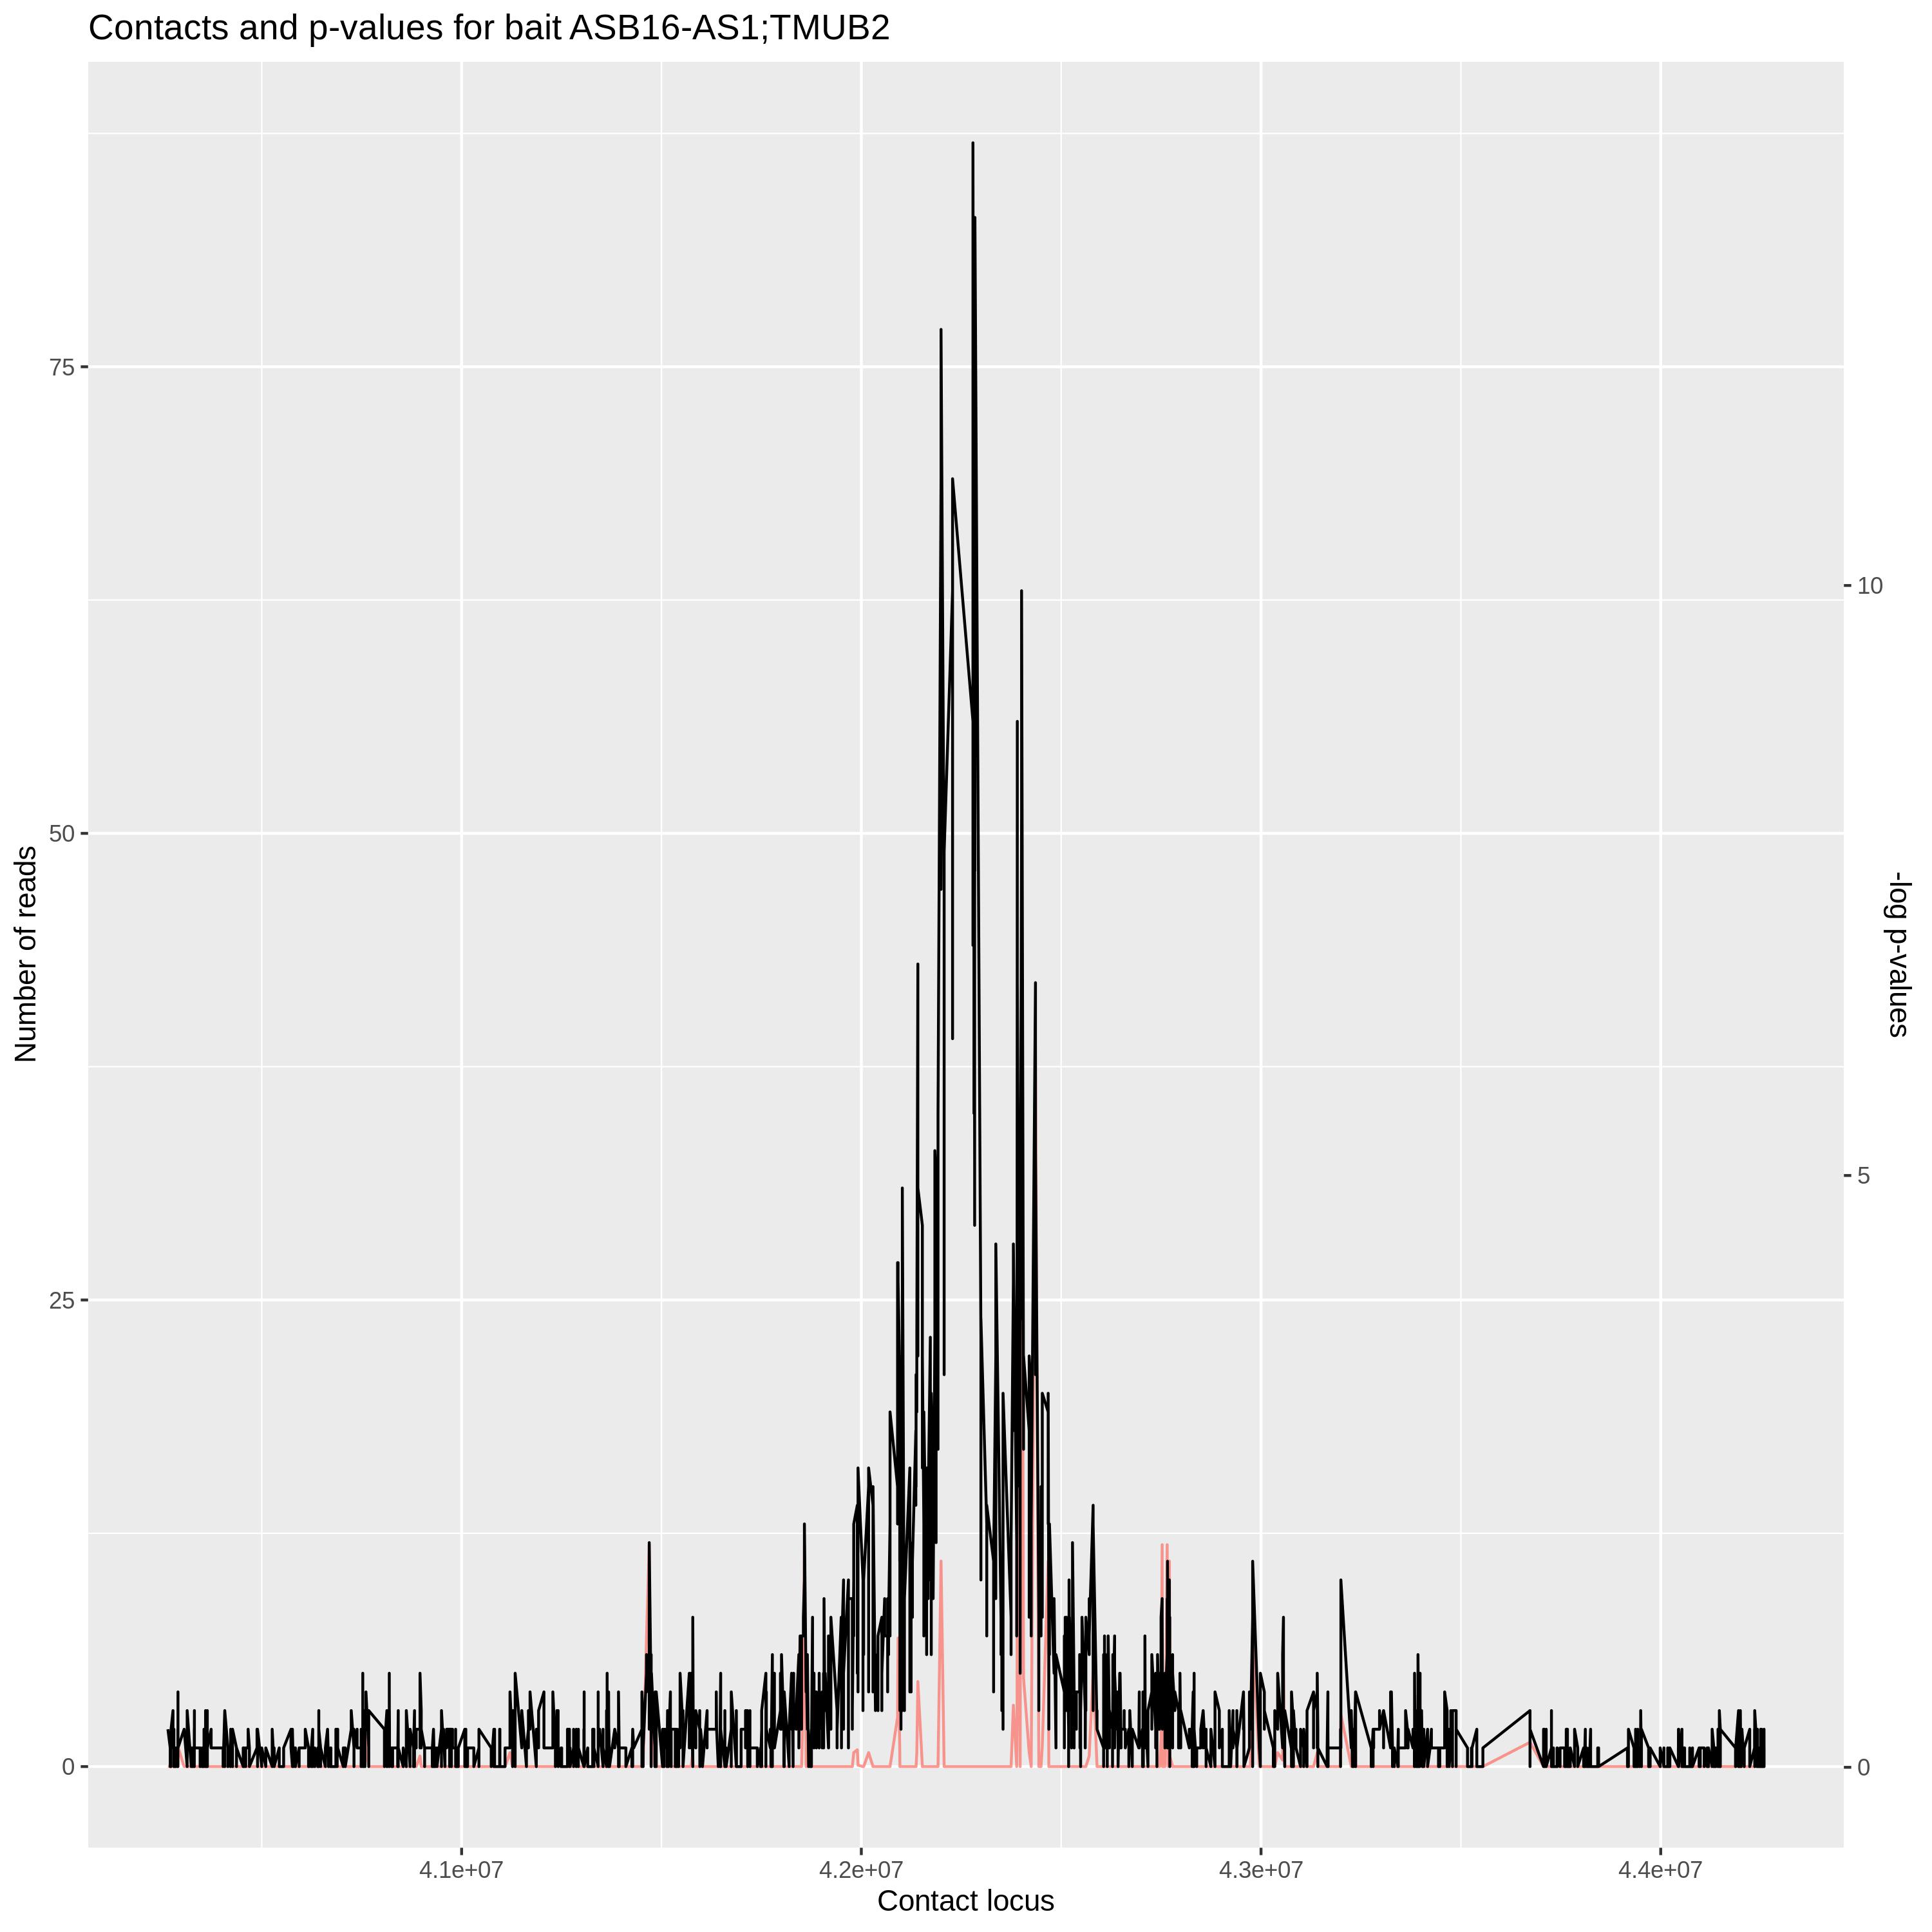 Contacts and p-values for bait ASB16-AS1;TMUB2
75
50
25
0
Number of reads
10
5
0
-log p-values
4.1e+07
4.2e+07
4.3e+07
4.4e+07
Contact locus